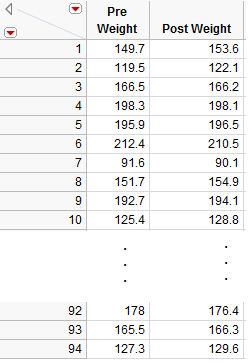 Pre
Weight Post Weight
1 149.7 153.6
2 119.5 122.1
3 166.5 166.2
4 198.3 198.1
5 195.9 196.5
6 212.4 210.5
7 91.6 90.1
8 151.7 154.9
9 192.7 194.1
10 125.4 128.8
. .
. .
. .
92 178 176.4
93 165.5 166.3
94 127.3 129.6